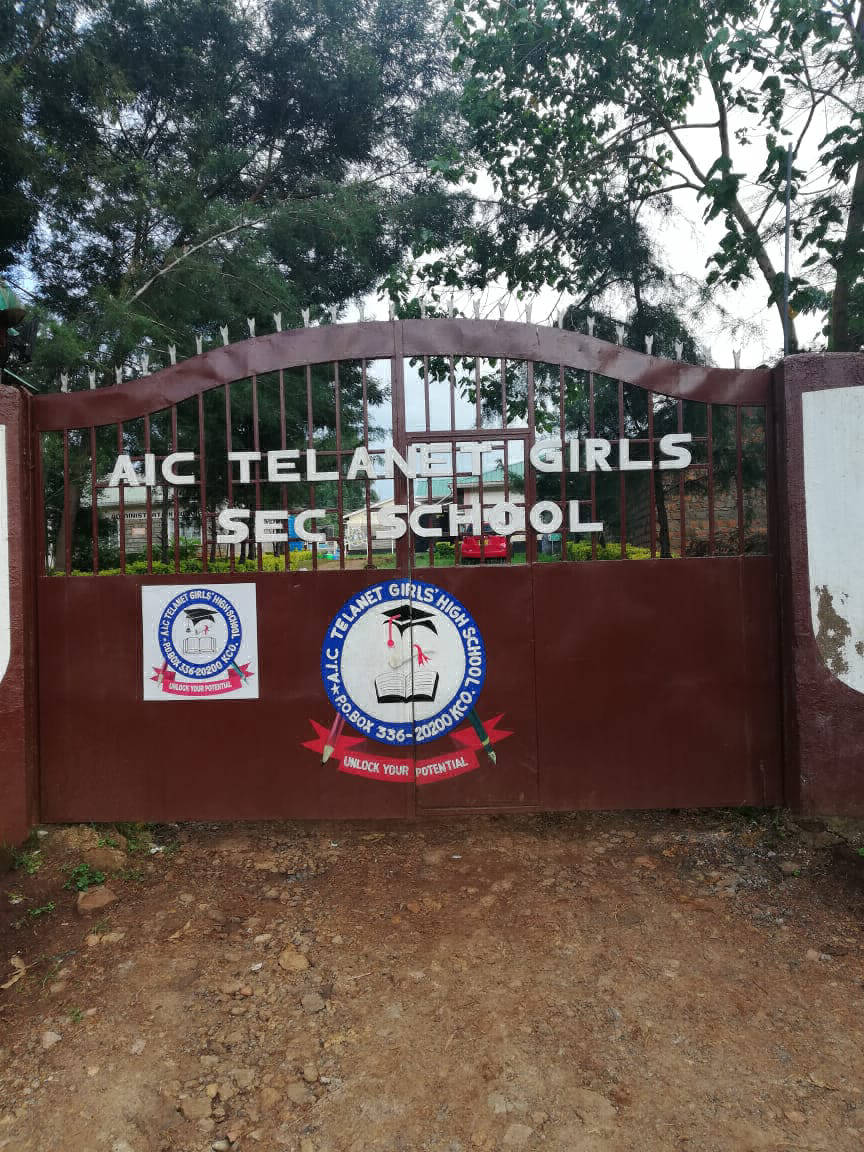 AIC TELANET GIRLS
SEC SCHOOL
A.I.C TELANET GIRLS' HIGH SCHOOL
P.O.BOX 336-20200 KCO.
UNLOCK YOUR POTENTIAL
A.I.C TELANET GIRLS' HIGH SCHOOL
P.O.BOX 336-20200 KCO.
UNLOCK YOUR POTENTIAL